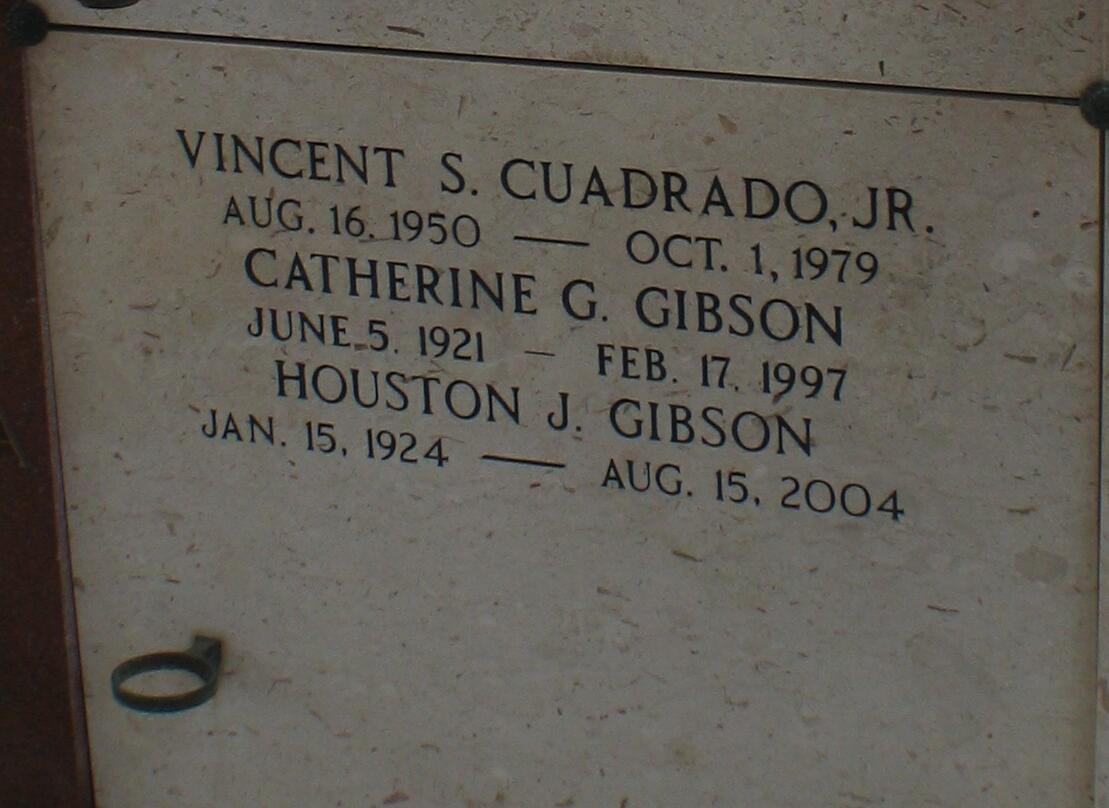 VINCENT S. CUADRADO, JR.
AUG. 16. 1950 — OCT. 1, 1979
CATHERINE G. GIBSON
JUNE 5. 1921 – FEB. 17. 1997
HOUSTON J. GIBSON
JAN. 15, 1924 — AUG. 15, 2004